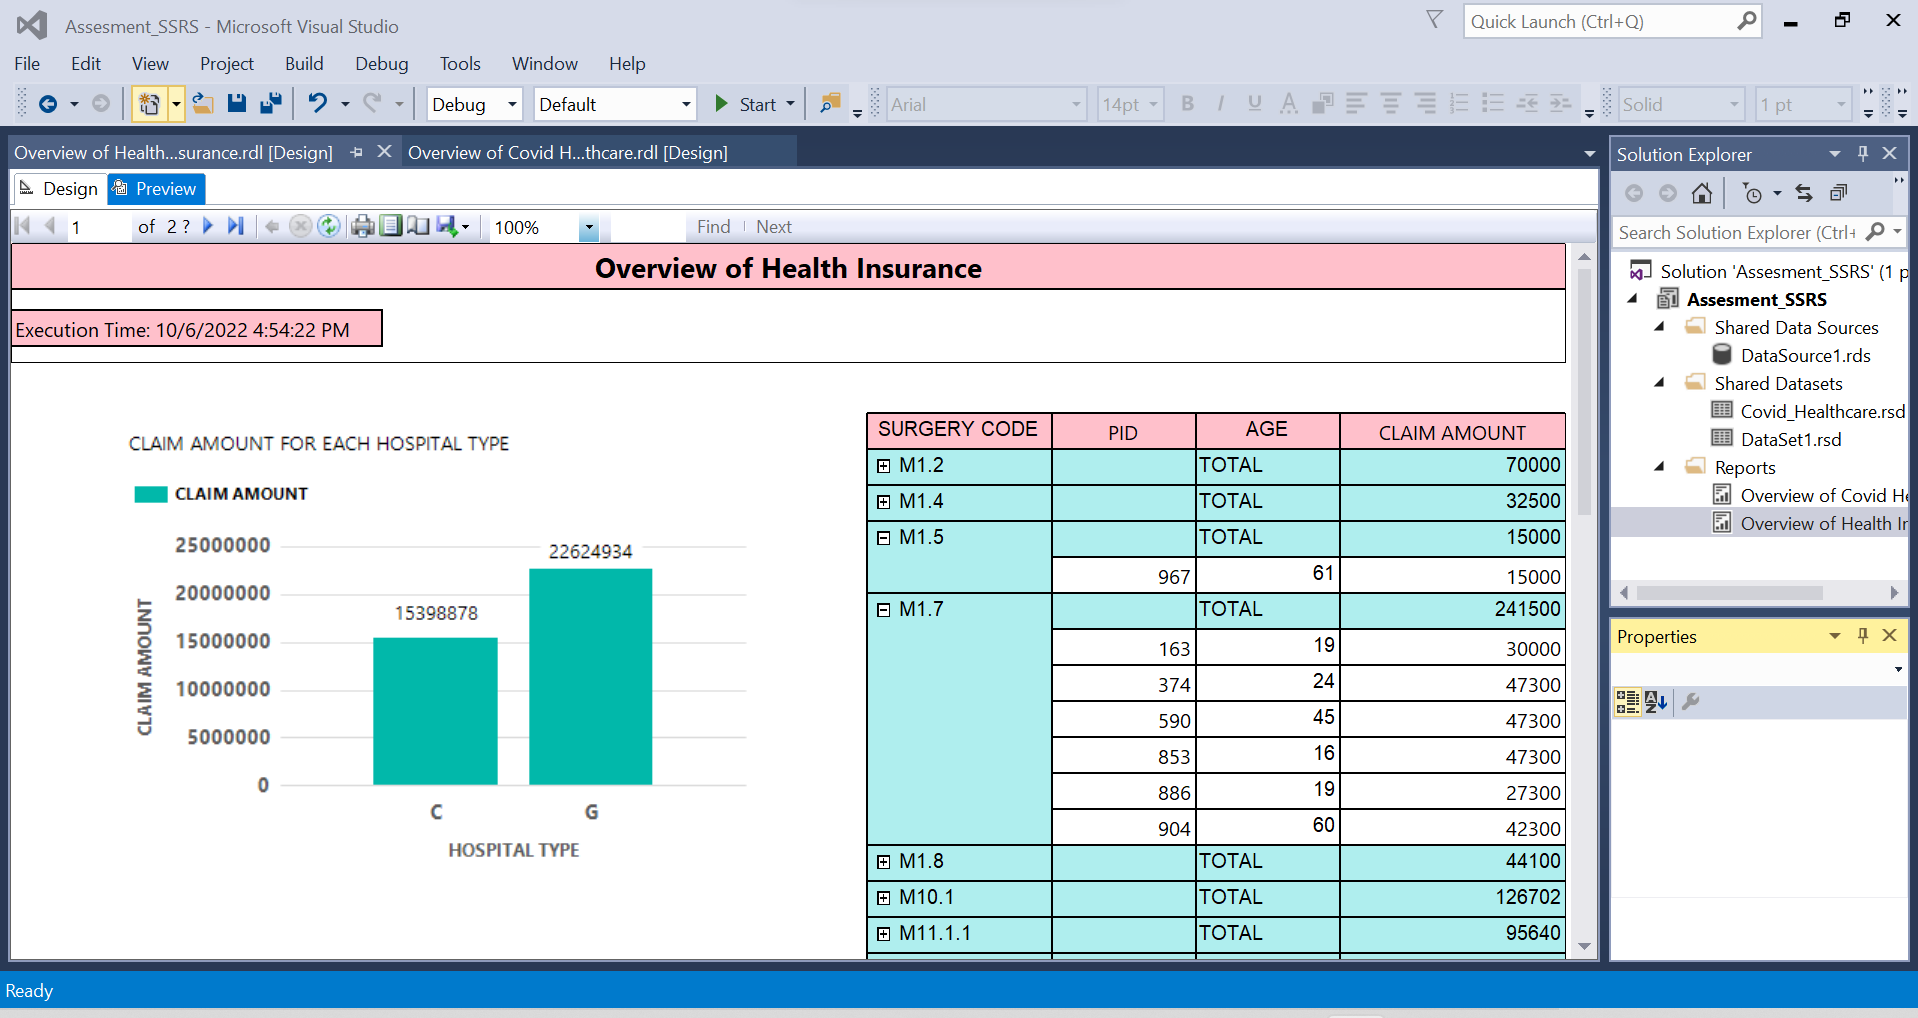 Assesment_SSRS - Microsoft Visual Studio
Quick Launch (Ctrl+Q)
File Edit View Project Build Debug Tools Window Help
Debug Default Start Arial 14pt B I U A Solid 1 pt
Overview of Health...surance.rdl [Design] Overview of Covid H...thcare.rdl [Design]
Design Preview
1 of 2 ? 100% Find Next
Overview of Health Insurance
Execution Time: 10/6/2022 4:54:22 PM
CLAIM AMOUNT FOR EACH HOSPITAL TYPE
CLAIM AMOUNT
25000000
20000000
15000000
10000000
5000000
0
CLAIM AMOUNT
15398878
22624934
C G
HOSPITAL TYPE
SURGERY CODE PID AGE CLAIM AMOUNT
M1.2 TOTAL 70000
M1.4 TOTAL 32500
M1.5 TOTAL 15000
967 61 15000
M1.7 TOTAL 241500
163 19 30000
374 24 47300
590 45 47300
853 16 47300
886 19 27300
904 60 42300
M1.8 TOTAL 44100
M10.1 TOTAL 126702
M11.1.1 TOTAL 95640
Solution Explorer
Search Solution Explorer (Ctrl+
Solution 'Assesment_SSRS' (1 p
Assesment_SSRS
Shared Data Sources
DataSource1.rds
Shared Datasets
Covid_Healthcare.rsd
DataSet1.rsd
Reports
Overview of Covid He
Overview of Health Ir
Properties
Ready